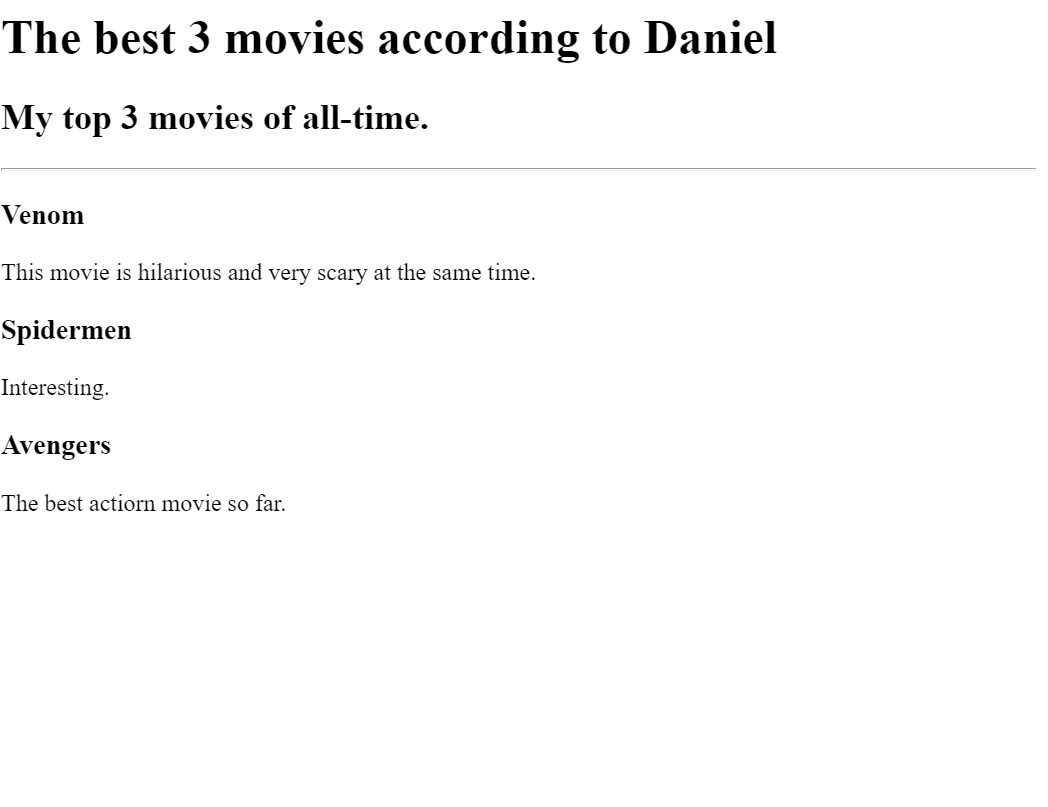 The best 3 movies according to Daniel
My top 3 movies of all-time.
Venom
This movie is hilarious and very scary at the same time.
Spidermen
Interesting.
Avengers
The best actiorn movie so far.